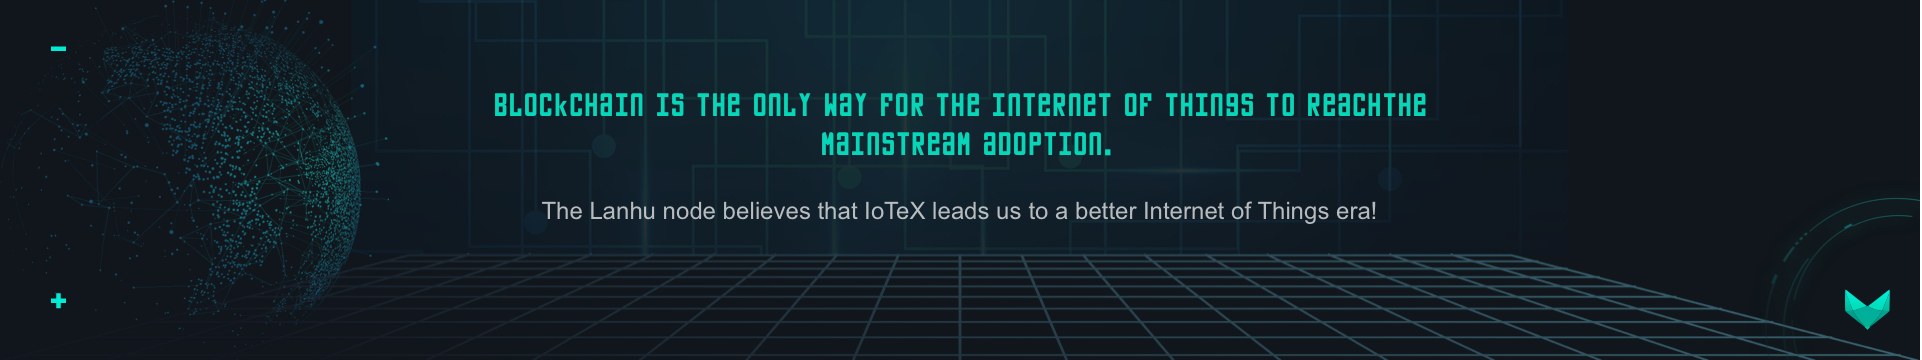 BLOCKCHAIN IS THE ONLY WAY FOR THE INTERNET OF THINGS TO REACHTHE
MAINSTREAM ADOPTION.
The Lanhu node believes that IoTeX leads us to a better Internet of Things era!